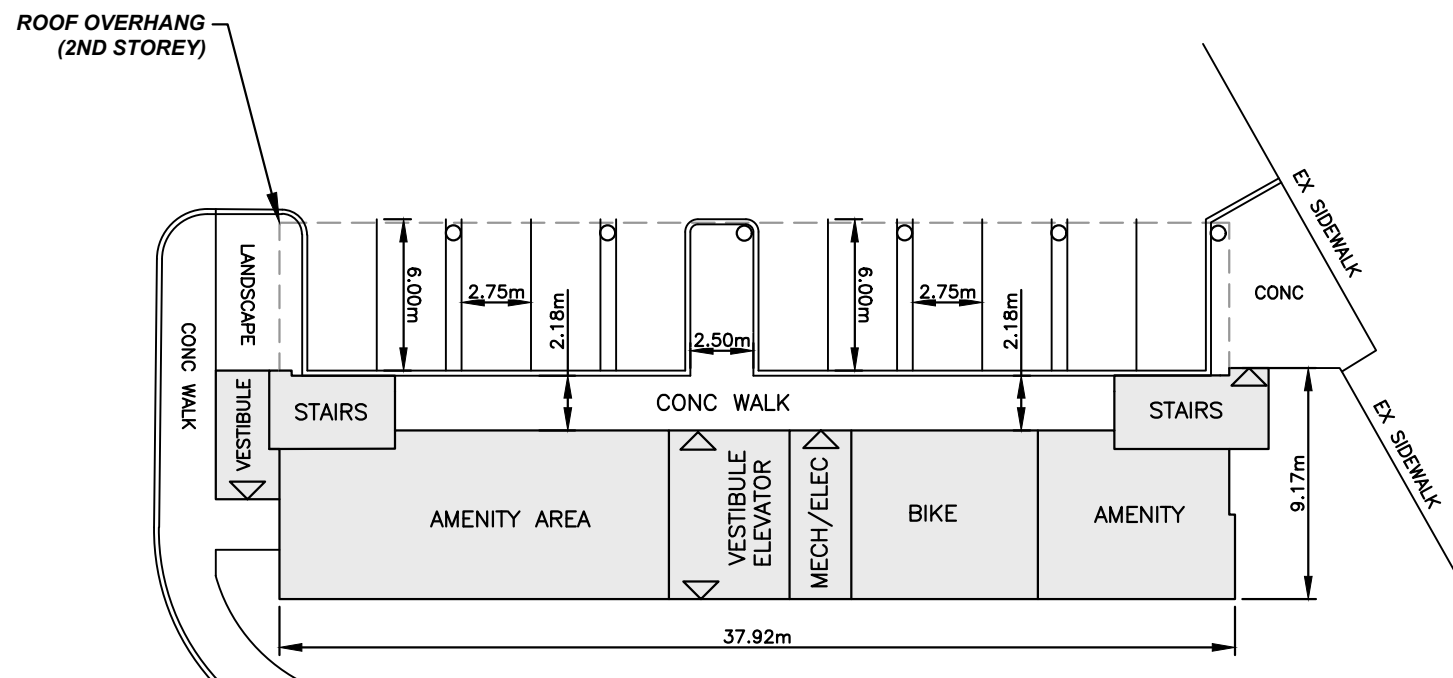 ROOF OVERHANG
(2ND STOREY)
EX SIDEWALK
LANDSCAPE
6.00m
2.75m
2.18m
2.50m
6.00m
2.75m
2.18m
CONC
CONC WALK
VESTIBULE
STAIRS
CONC WALK
STAIRS
EX SIDEWALK
9.17m
AMENITY AREA
VESTIBULE
ELEVATOR
MECH/ELEC
BIKE
AMENITY
37.92m